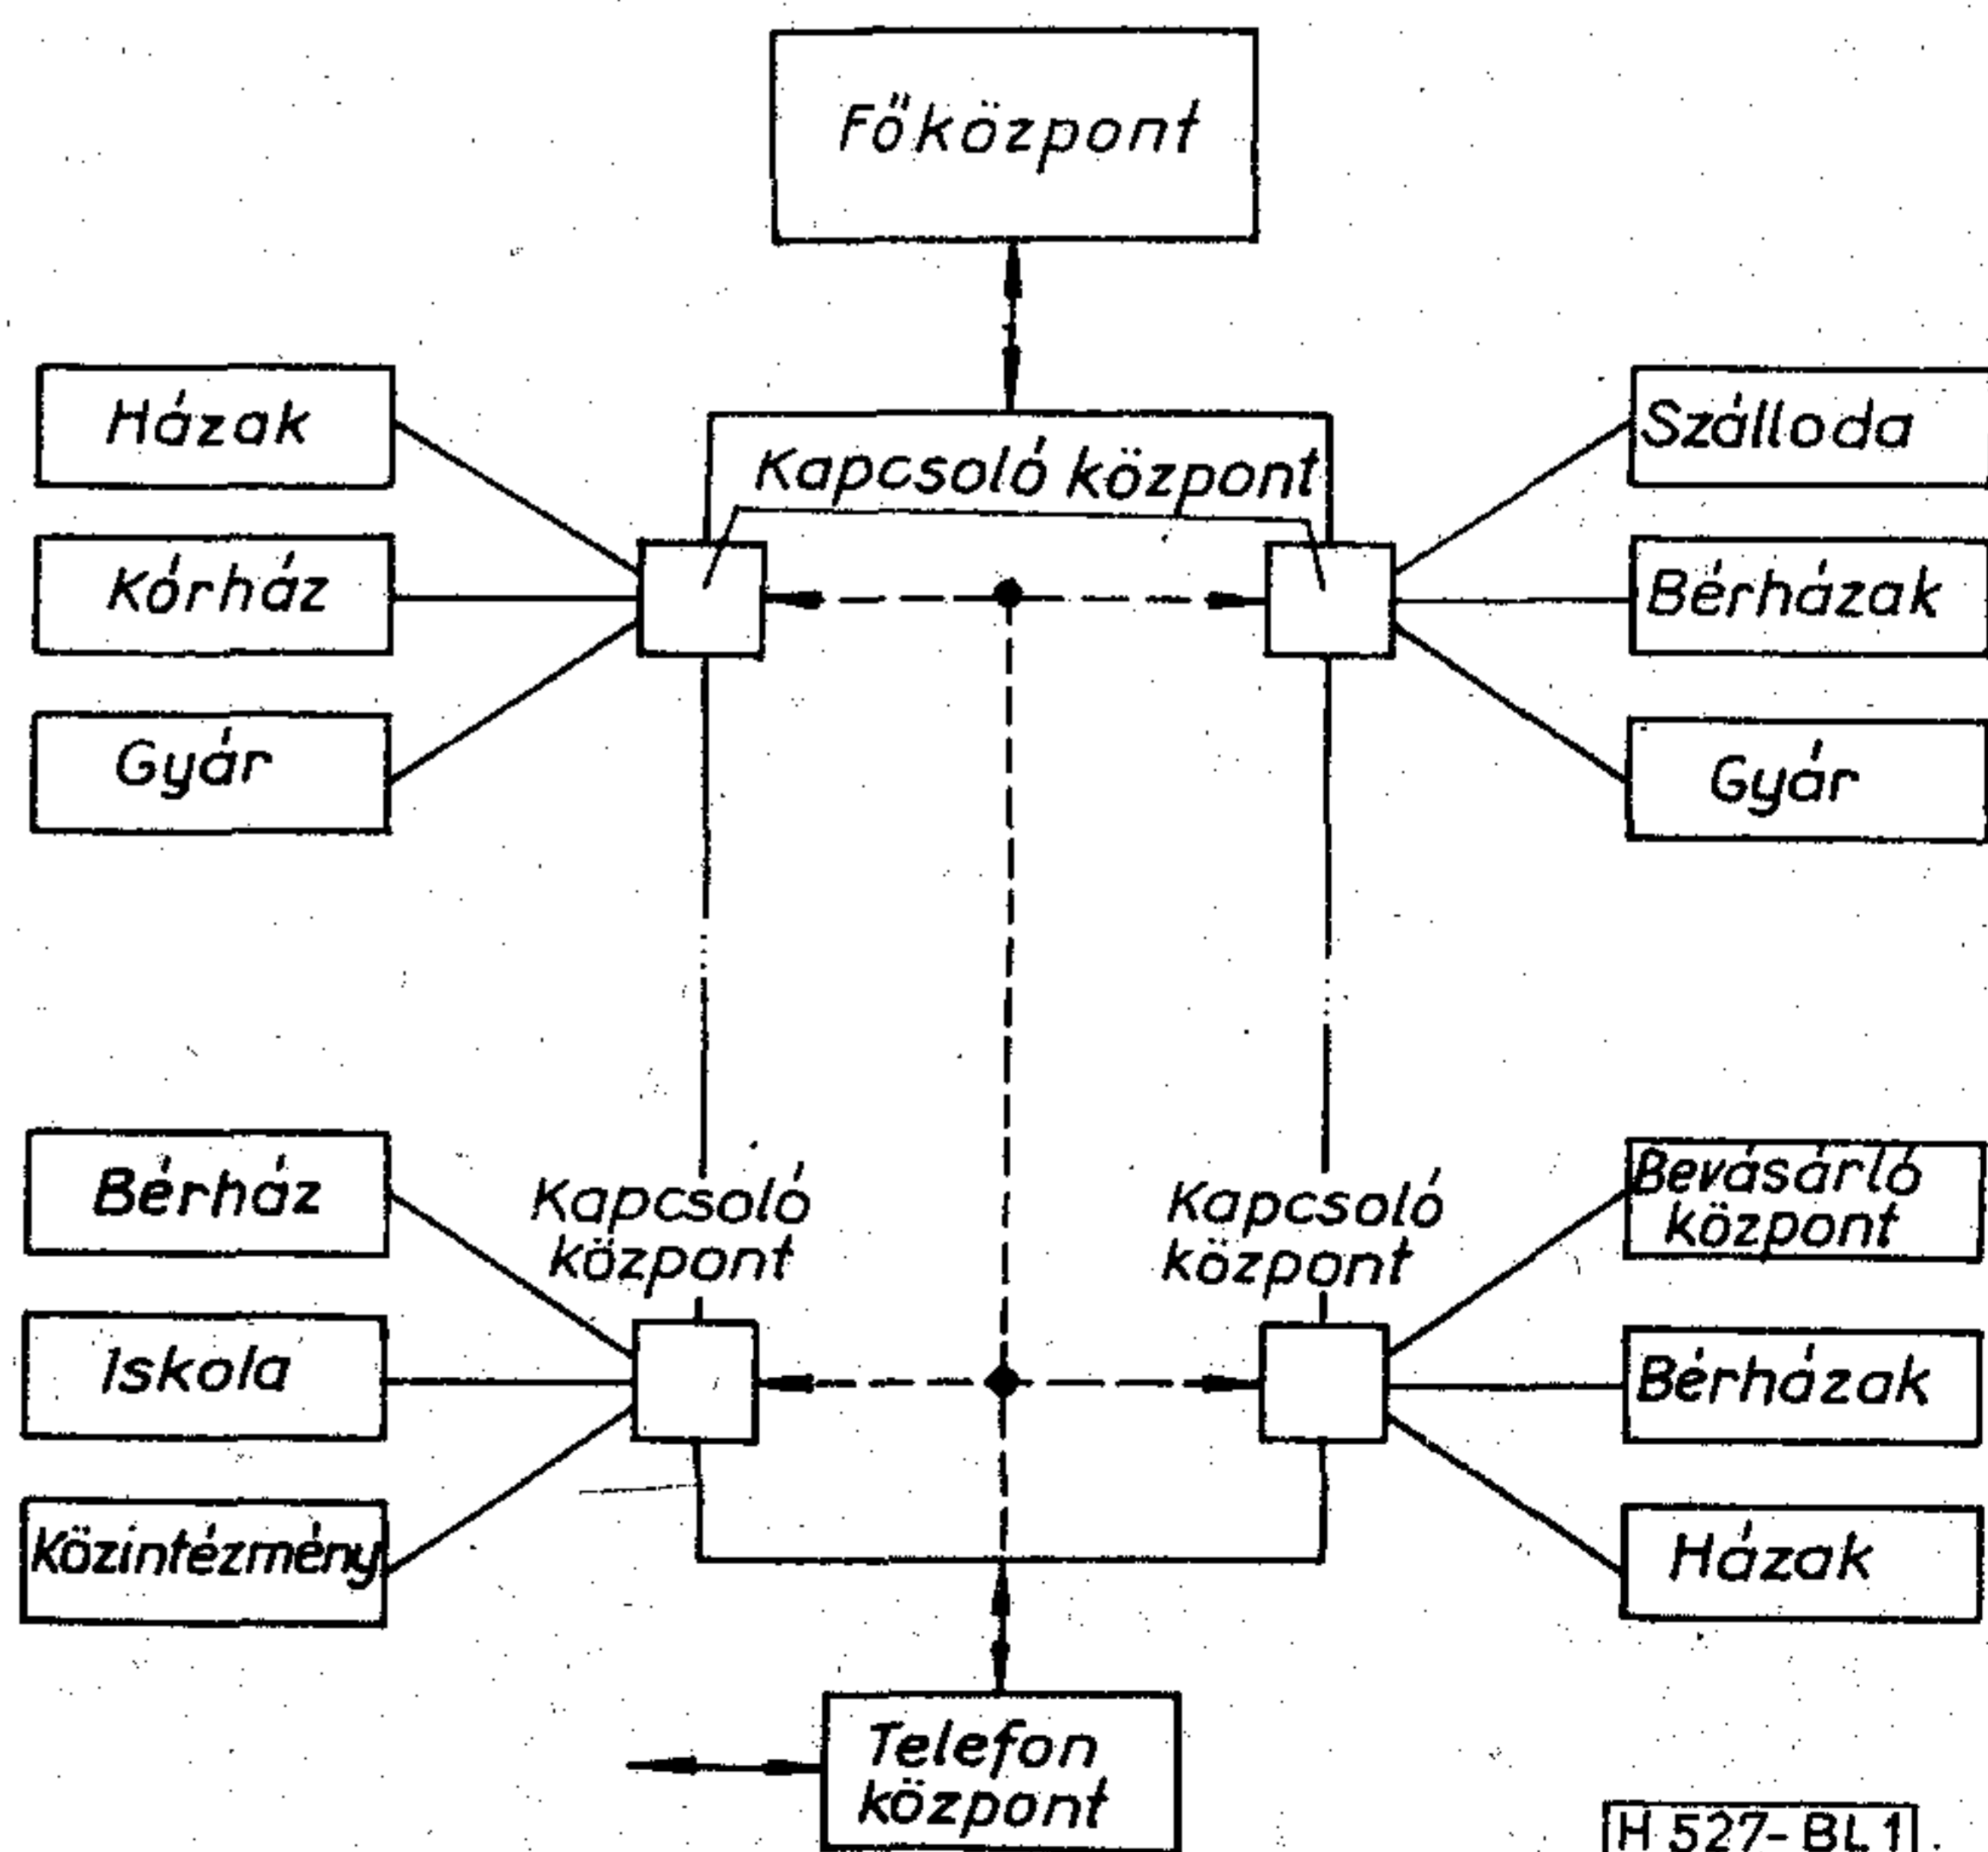 Főközpont
Házak
Kórház
Gyár
Kapcsoló központ
Szálloda
Bérházak
Gyár
Bérház
Iskola
Közintézmény
Kapcsoló
központ
Kapcsoló
központ
Bevásárló
központ
Bérházak
Házak
Telefon
központ
H 527-BL1